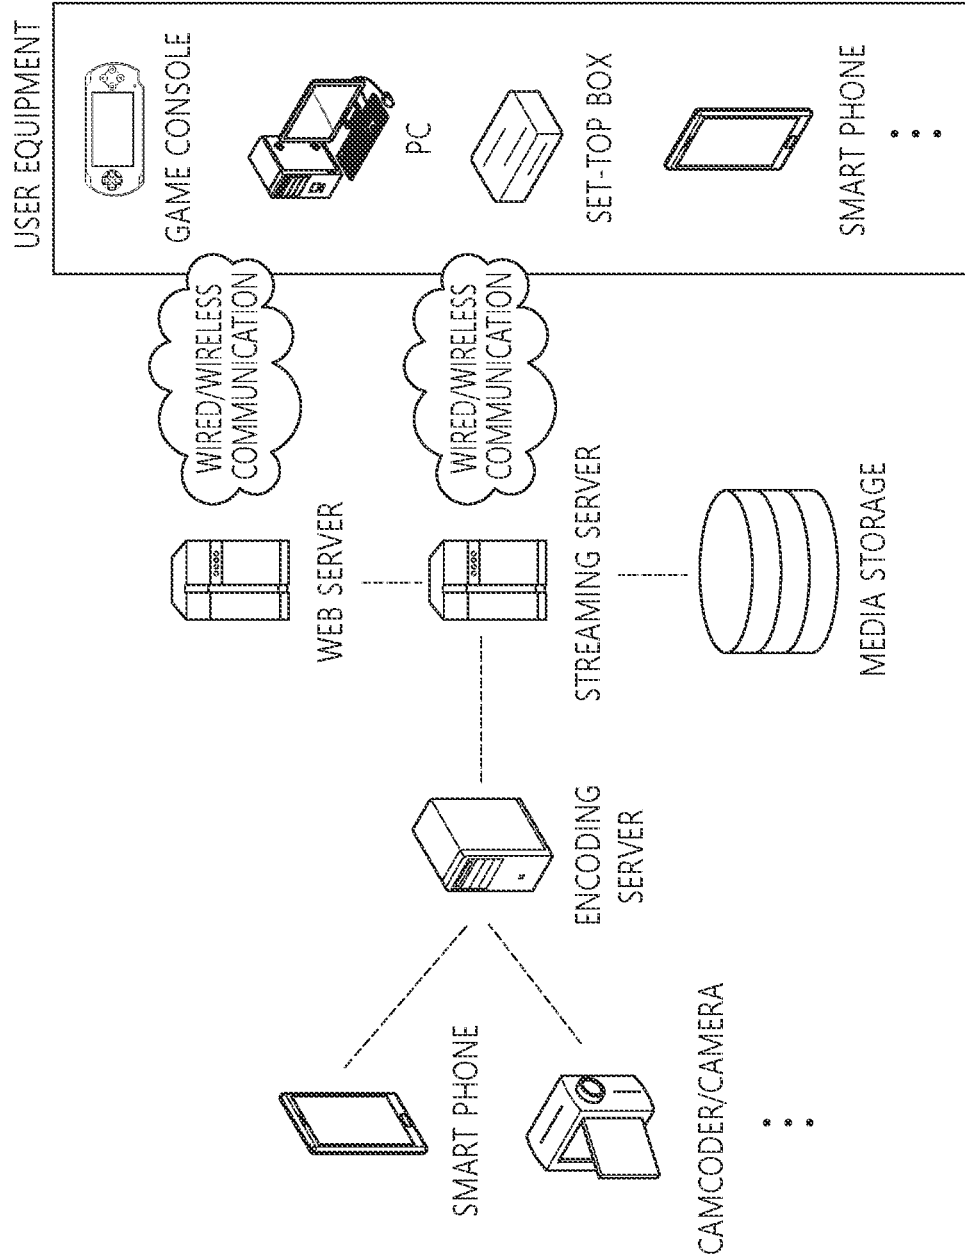 USER EQUIPMENT
GAME CONSOLE
PC
SET-TOP BOX
SMART PHONE
WIRED/WIRELESS
COMMUNICATION
WIRED/WIRELESS
COMMUNICATION
WEB SERVER
STREAMING SERVER
MEDIA STORAGE
ENCODING
SERVER
SMART PHONE
CAMCODER/CAMERA